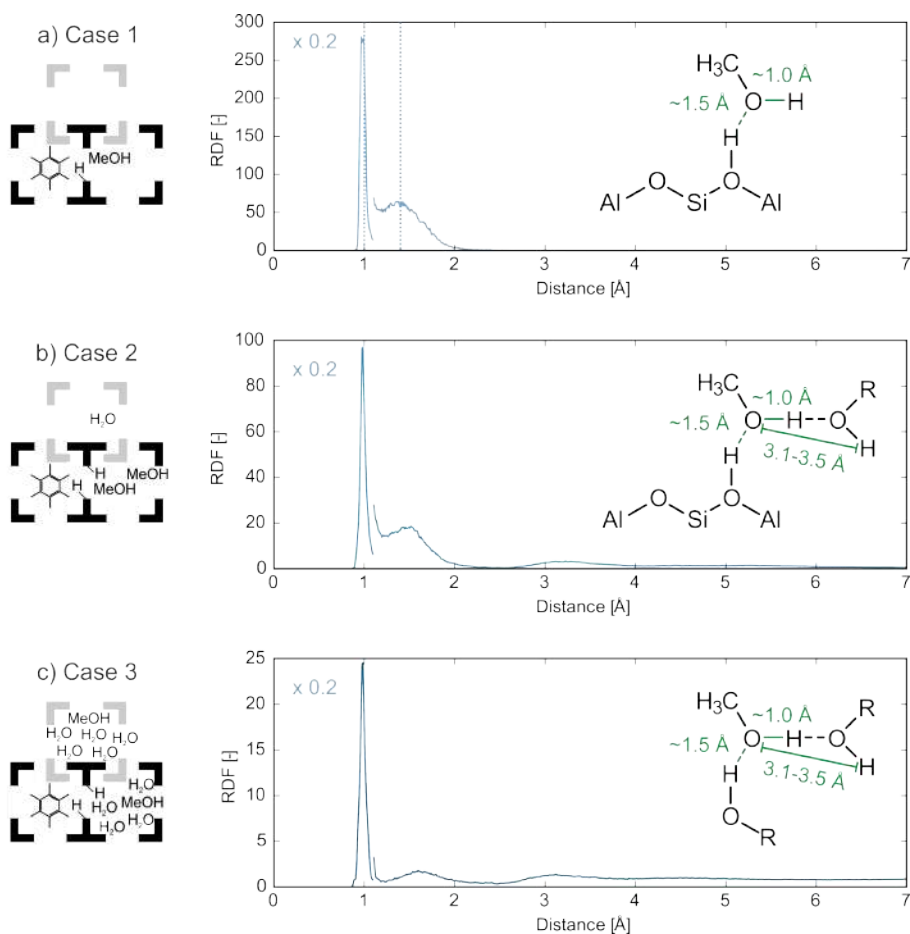 a) Case 1
MeOH
H
x 0.2
300
250
200
150
100
50
0
RDF [-]
0 1 2 3 4 5 6 7
Distance [Å]
H₃C
~1.0 Å
~1.5 Å
O H
H
O O
Al Si Al
b) Case 2
H₂O
H MeOH
H MeOH
x 0.2
100
80
60
40
20
0
RDF [-]
0 1 2 3 4 5 6 7
Distance [Å]
H₃C
R
~1.0 Å
~1.5 Å
O H O
H
3.1-3.5 Å
H
O O
Al Si Al
c) Case 3
MeOH
H₂O H₂O H₂O
H₂O H₂O
H H₂O
H H₂O MeOH
H₂O H₂O
x 0.2
25
20
15
10
5
0
RDF [-]
0 1 2 3 4 5 6 7
Distance [Å]
H₃C
R
~1.0 Å
~1.5 Å
O H O
H
3.1-3.5 Å
H
O
R